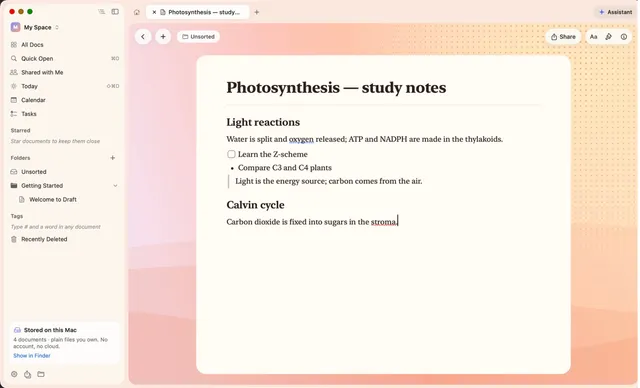 Photosynthesis — study...
Assistant
M My Space
All Docs
Quick Open ⌘O
Shared with Me
Today ⇧⌘D
Calendar
Tasks
Starred
Star documents to keep them close
Folders
Unsorted
Getting Started
Welcome to Draft
Tags
Type # and a word in any document
Recently Deleted
Stored on this Mac
4 documents · plain files you own. No
account, no cloud.
Show in Finder
Unsorted
Share
Aa
Photosynthesis — study notes
Light reactions
Water is split and oxygen released; ATP and NADPH are made in the thylakoids.
Learn the Z-scheme
• Compare C3 and C4 plants
Light is the energy source; carbon comes from the air.
Calvin cycle
Carbon dioxide is fixed into sugars in the stroma.